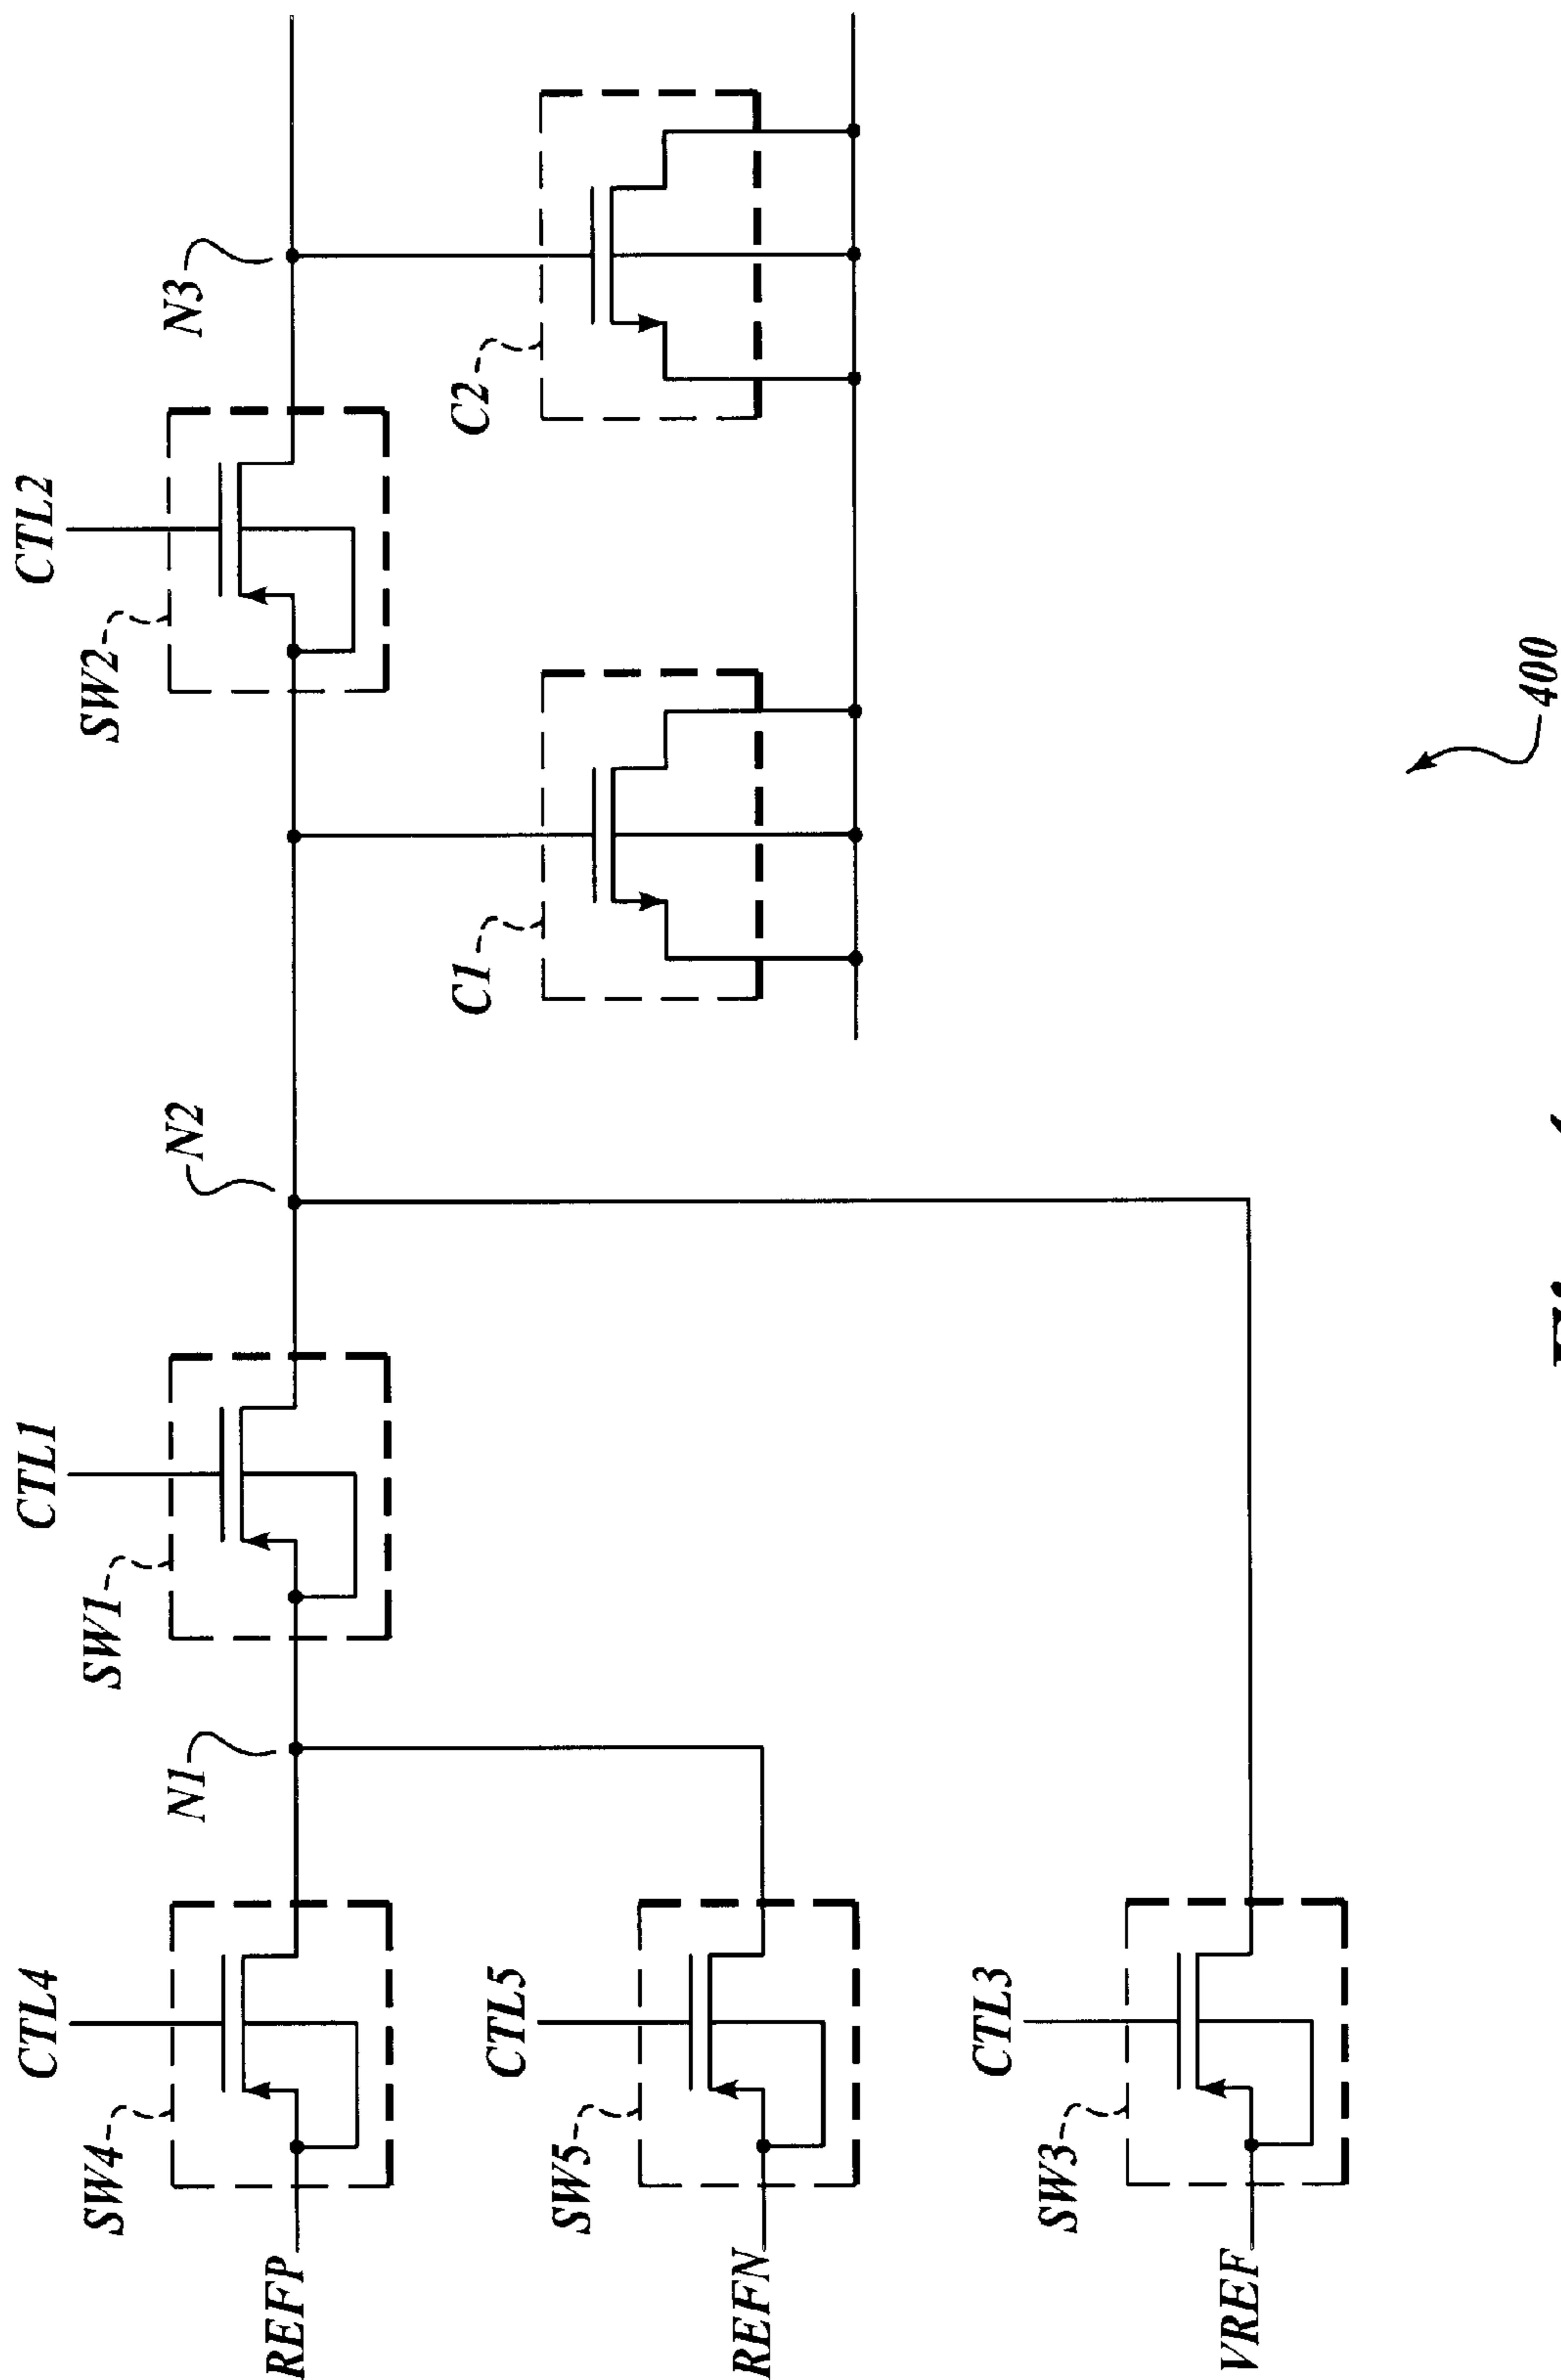 CTL4
CTL1
CTL2
SW4
N1
SW1
N2
SW2
N3
REFP
CTL5
C1
C2
SW5
REFN
CTL3
SW3
VREF
400